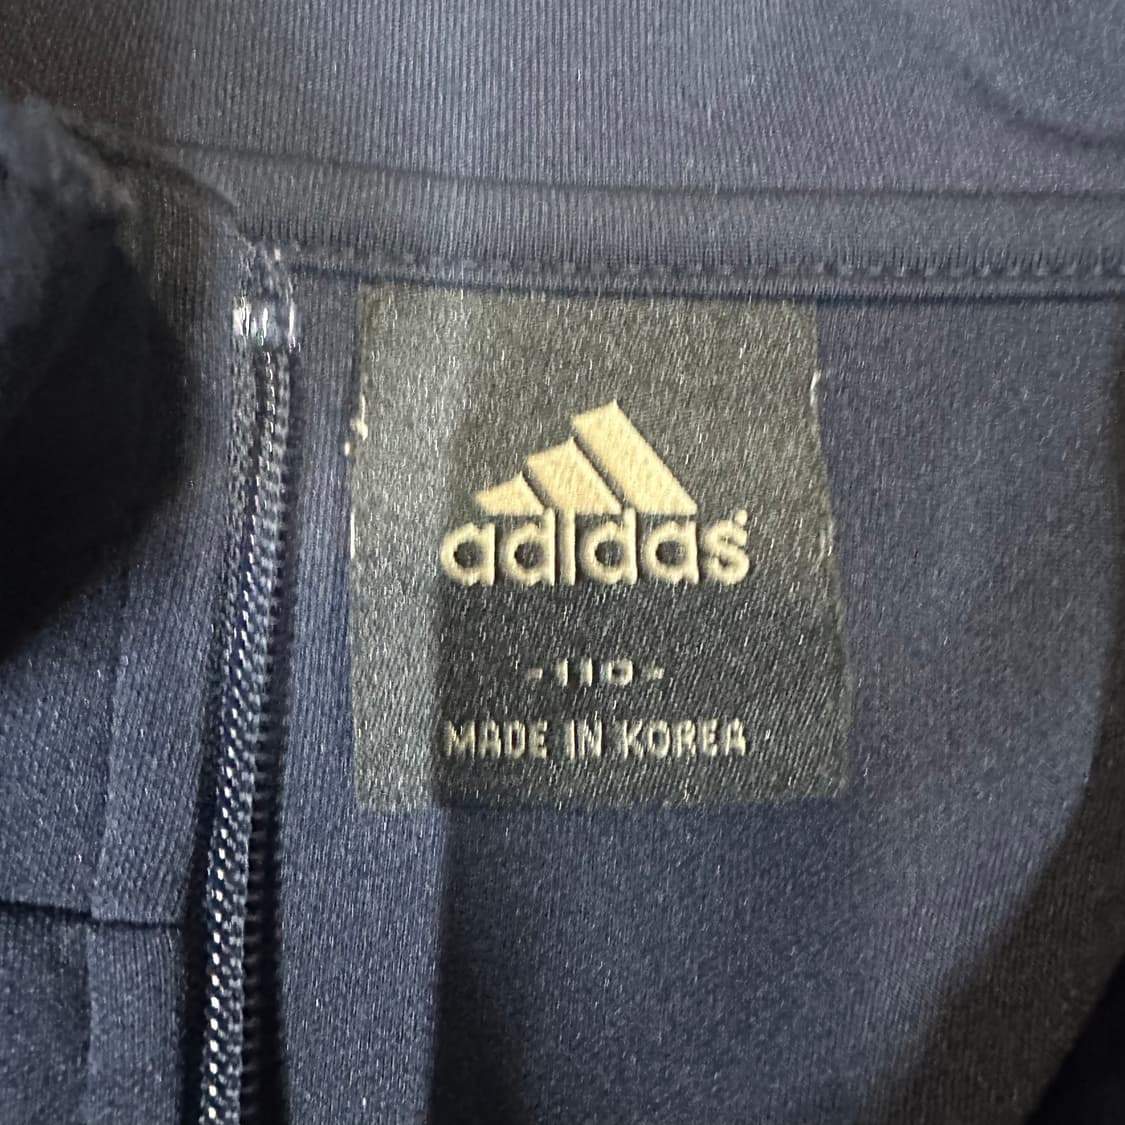 adidas
-110-
MADE IN KOREA